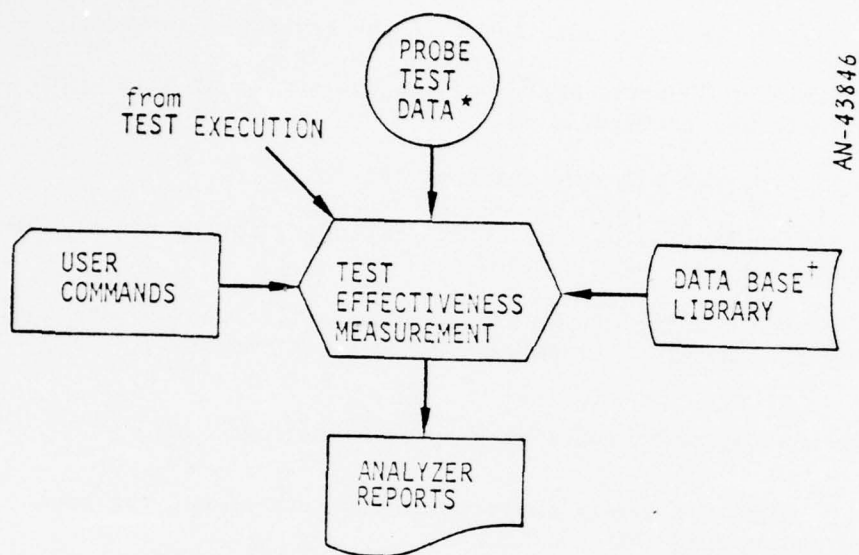 PROBE
TEST
DATA*
from
TEST EXECUTION
AN-43846
USER
COMMANDS
TEST
EFFECTIVENESS
MEASUREMENT
DATA BASE+
LIBRARY
ANALYZER
REPORTS